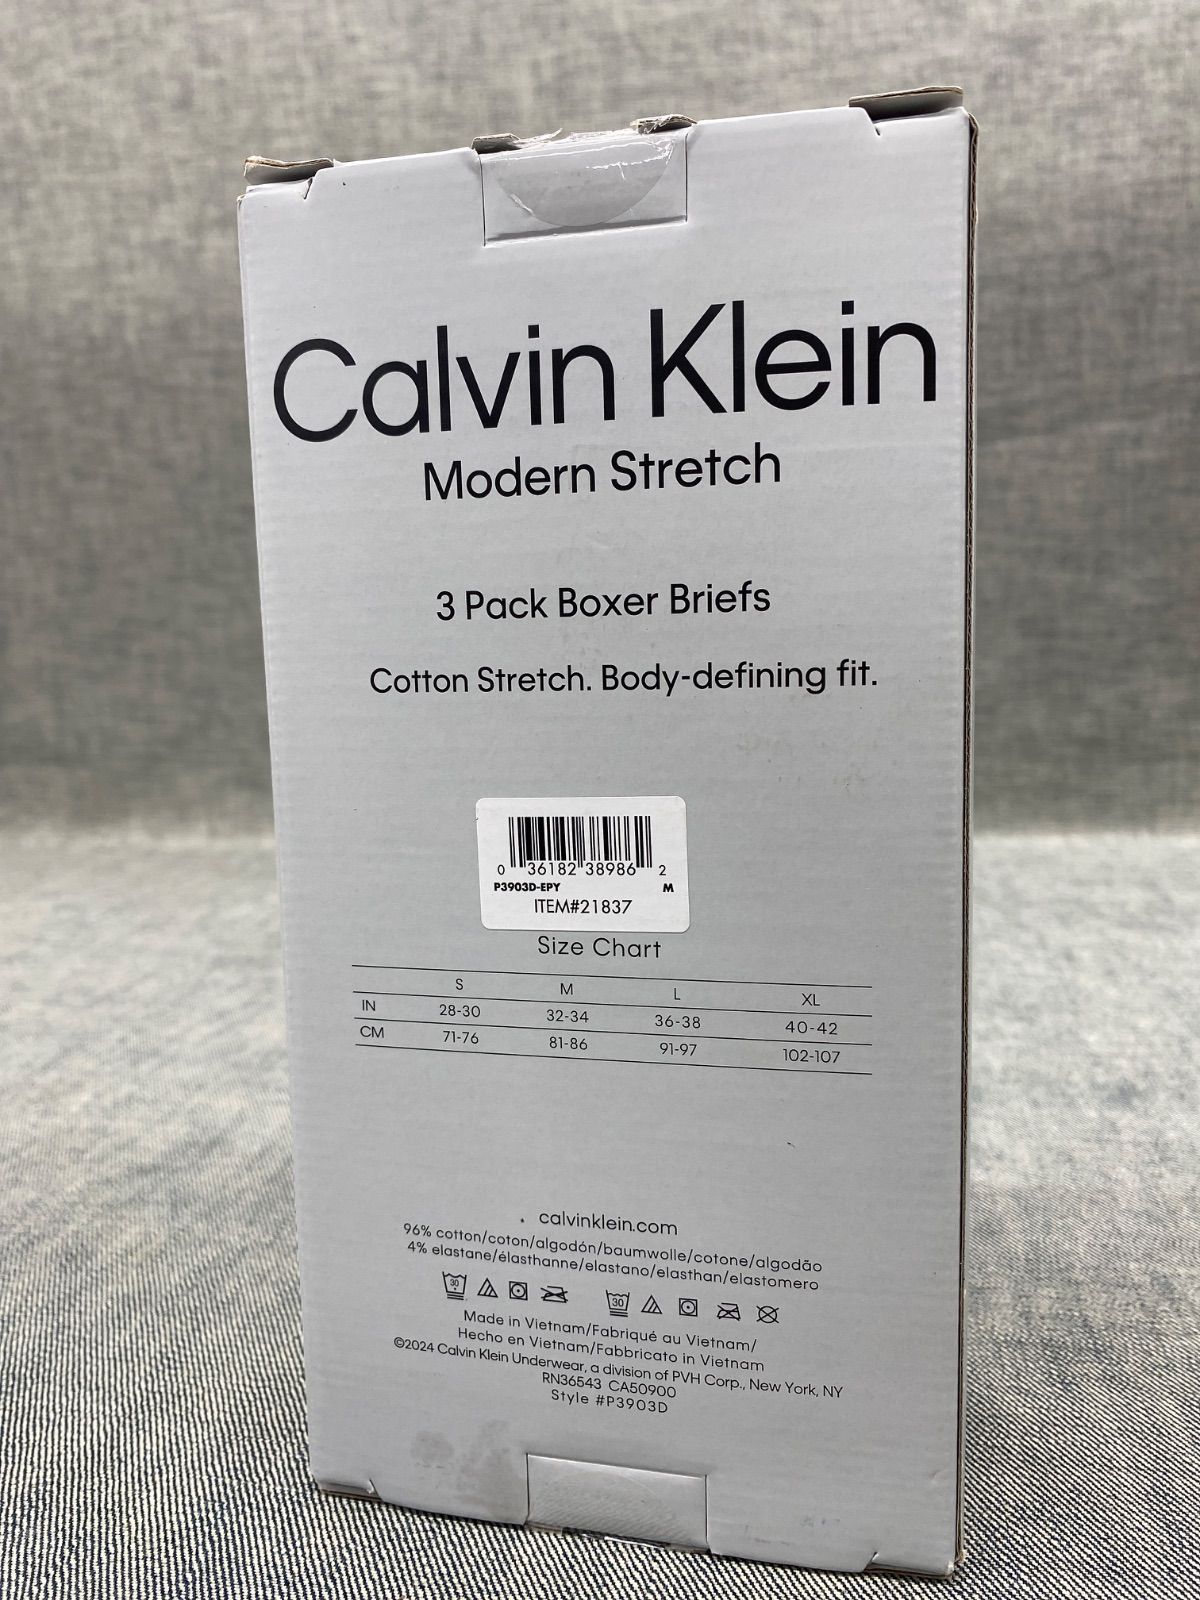 Calvin Klein
Modern Stretch
3 Pack Boxer Briefs
Cotton Stretch. Body-defining fit.
0 36182 38986 2
P3903D-EPY M
ITEM#21837
Size Chart
S M L XL
IN 28-30 32-34 36-38 40-42
CM 71-76 81-86 91-97 102-107
calvinklein.com
96% cotton/coton/algodón/baumwolle/cotone/algodão
4% elastane/élasthanne/elastano/elasthan/elastomero
30 30
Made in Vietnam/Fabriqué au Vietnam/
Hecho en Vietnam/Fabbricato in Vietnam
©2024 Calvin Klein Underwear, a division of PVH Corp., New York, NY
RN36543 CA50900
Style #P3903D